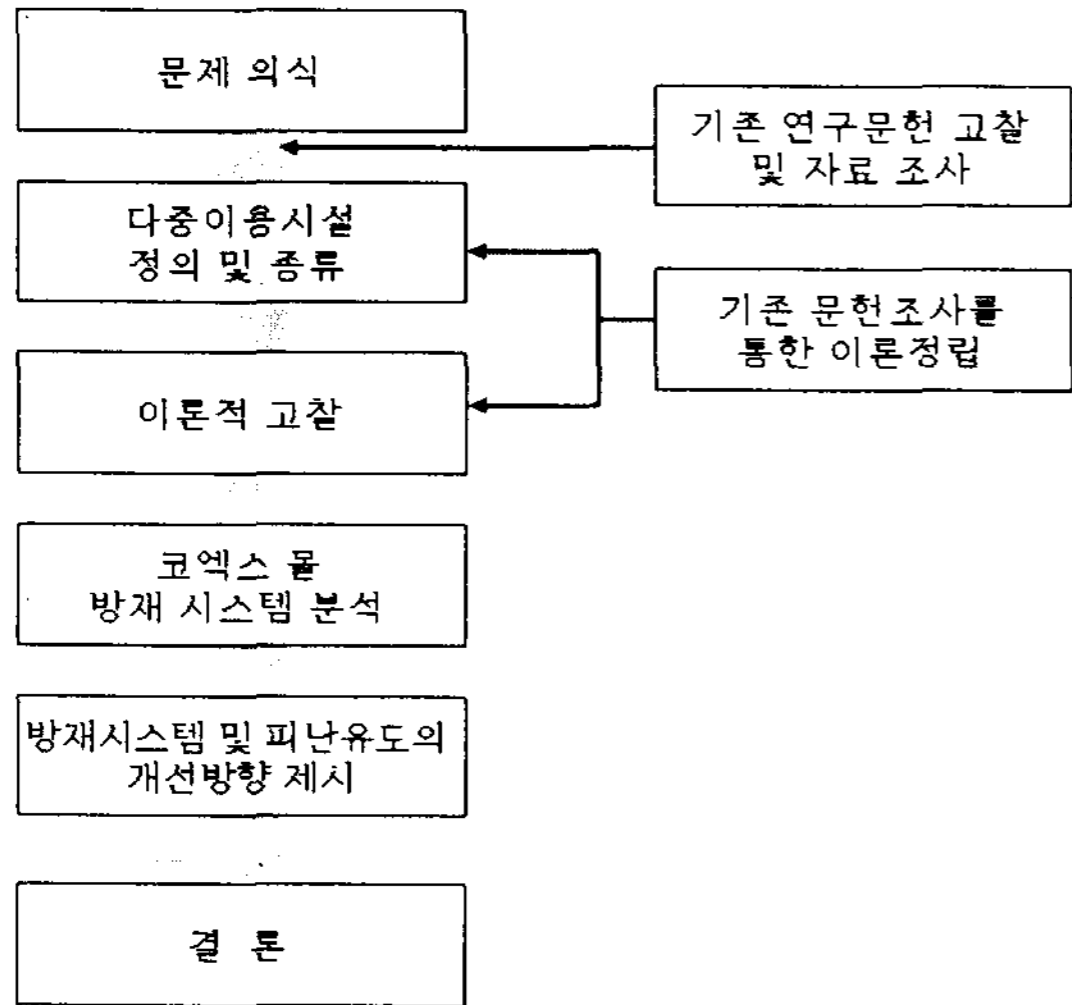 문제 의식
기존 연구문헌 고찰
및 자료 조사
다중이용시설
정의 및 종류
기존 문헌조사를
통한 이론정립
이론적 고찰
코엑스 몰
방재 시스템 분석
방재시스템 및 피난유도의
개선방향 제시
결 론